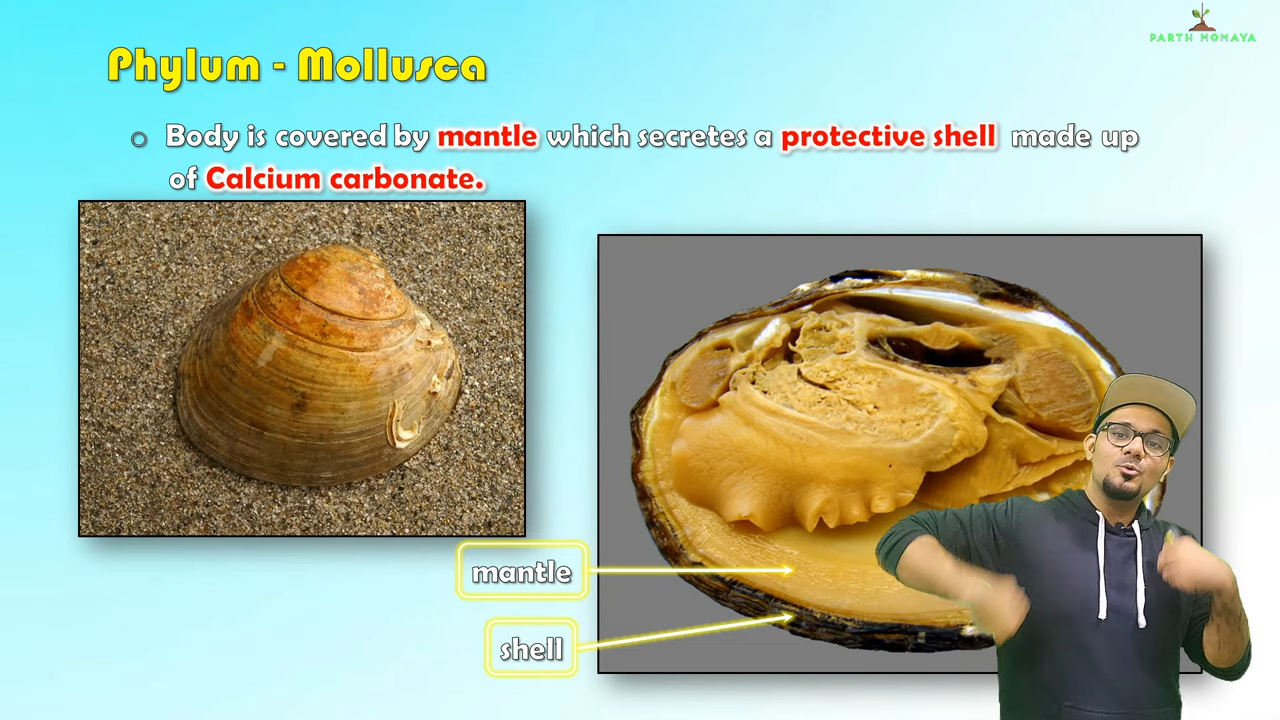 PARTH MOMAYA
Phylum - Mollusca
Body is covered by mantle which secretes a protective shell made up
of Calcium carbonate.
mantle
shell